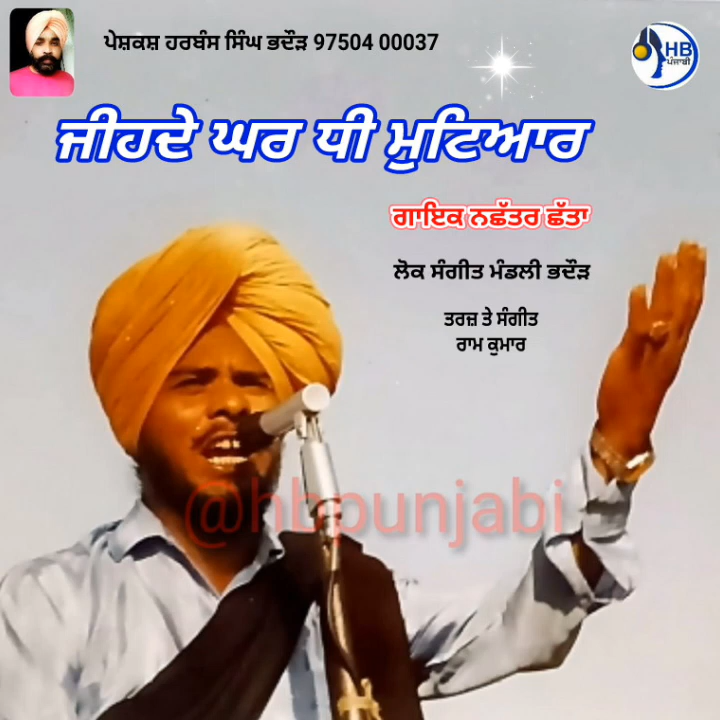 ਪੇਸ਼ਕਸ਼ ਹਰਬੰਸ ਸਿੰਘ ਭਦੌੜ 97504 00037
HB
ਪੰਜਾਬੀ
ਜੀਹਦੇ ਘਰ ਧੀ ਮੁਟਿਆਰ
ਗਾਇਕ ਨਛੱਤਰ ਛੱਤਾ
ਲੋਕ ਸੰਗੀਤ ਮੰਡਲੀ ਭਦੌੜ
ਤਰਜ਼ ਤੇ ਸੰਗੀਤ
ਰਾਮ ਕੁਮਾਰ
@hbpunjabi